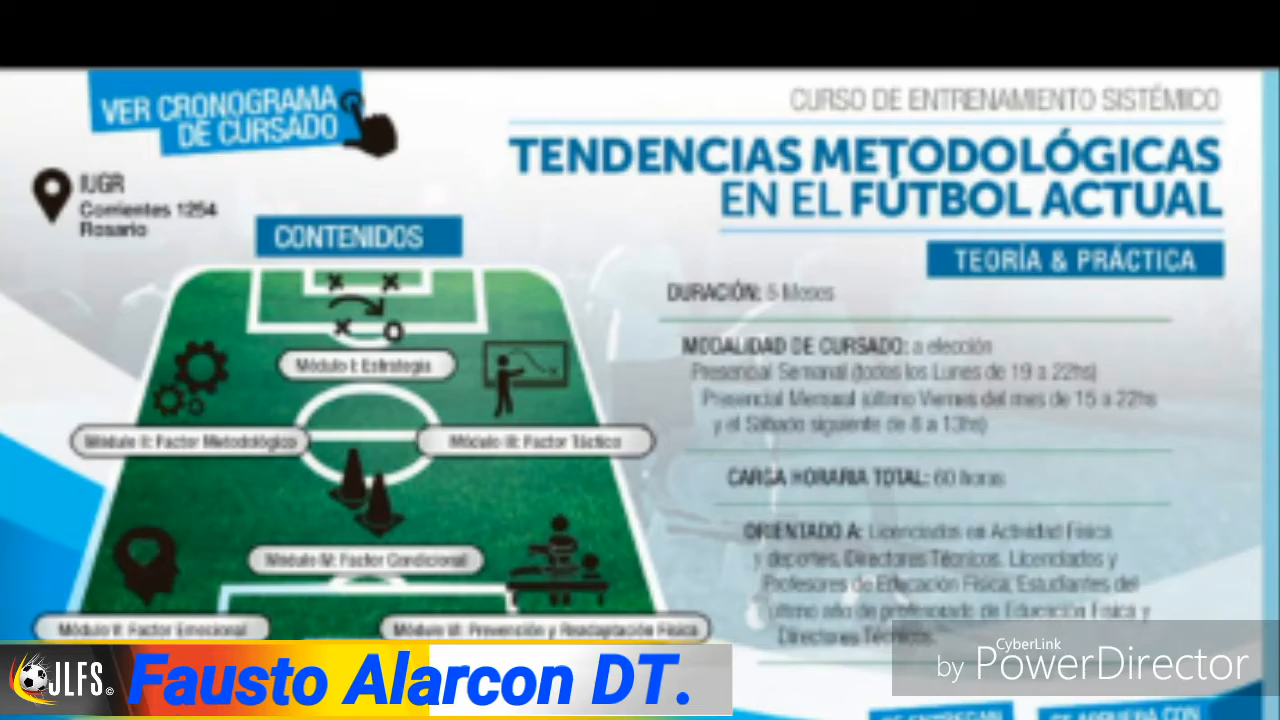 VER CRONOGRAMA
DE CURSADO
IUGR
Corrientes 1254
Rosario
CONTENIDOS
Módulo I: Estrategia
Módulo II: Factor Metodológico
Módulo III: Factor Táctico
Módulo IV: Factor Condicional
Módulo V: Factor Emocional
Módulo VI: Prevención y Readaptación Física
CURSO DE ENTRENAMIENTO SISTÉMICO
TENDENCIAS METODOLÓGICAS
EN EL FÚTBOL ACTUAL
TEORÍA & PRÁCTICA
DURACIÓN: 5 Meses
MODALIDAD DE CURSADO: a elección
Presencial Semanal (todos los Lunes de 19 a 22hs)
Presencial Mensual (último Viernes del mes de 15 a 22hs
y el Sábado siguiente de 8 a 13hs)
CARGA HORARIA TOTAL: 60 horas
ORIENTADO A: Licenciados en Actividad Física
y deportes, Directores Técnicos. Licenciados y
Profesores de Educación Física, Estudiantes del
último año de profesorado de Educación Física y
Directores Técnicos.
SE ENTREGAN
JLFS©
Fausto Alarcon DT.
CyberLink
by PowerDirector